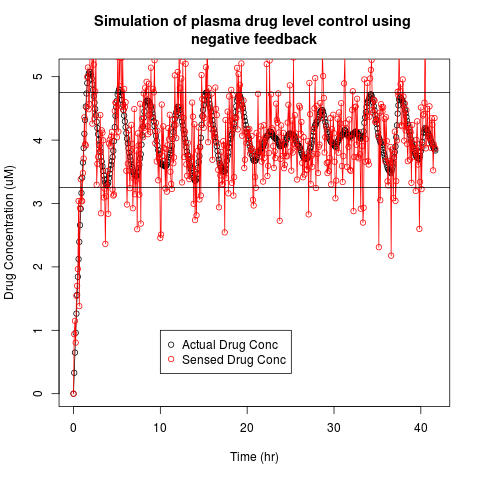 Simulation of plasma drug level control using
negative feedback
Drug Concentration (uM)
5
4
3
2
1
0
Actual Drug Conc
Sensed Drug Conc
0 10 20 30 40
Time (hr)